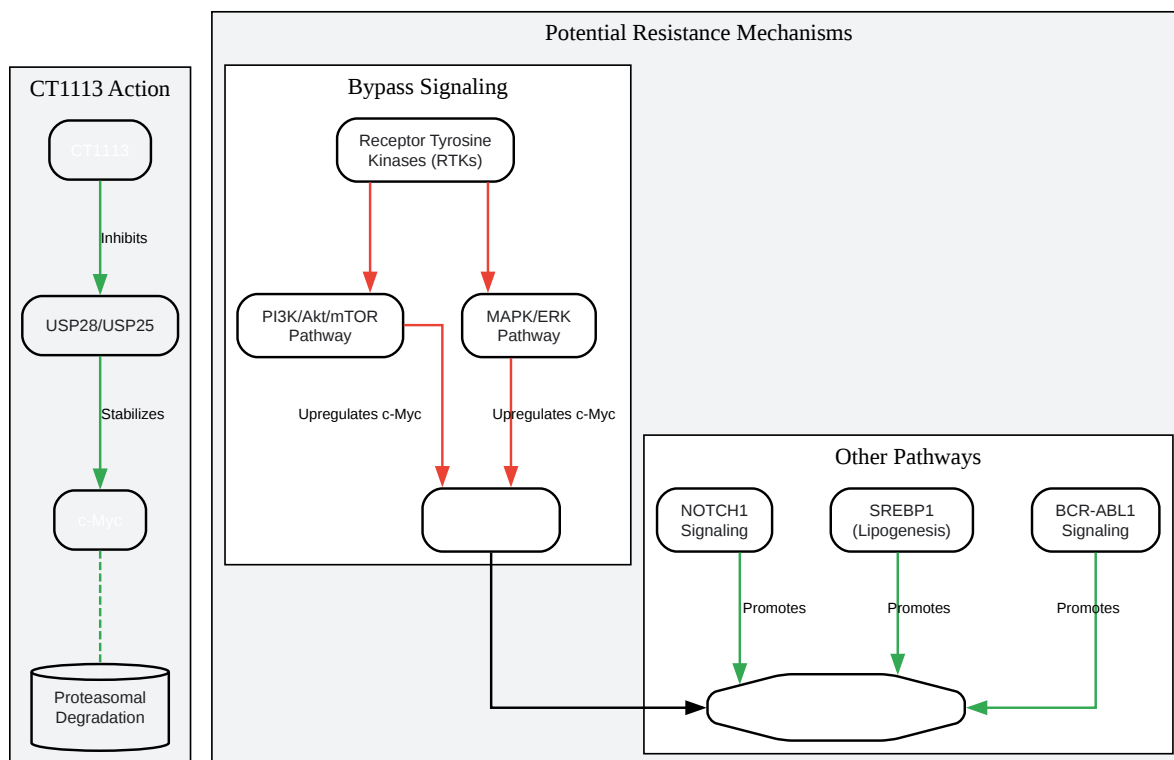 Potential Resistance Mechanisms
CT1113 Action
CT1113
Inhibits
USP28/USP25
Stabilizes
c-Myc
Proteasomal
Degradation
Bypass Signaling
Receptor Tyrosine
Kinases (RTKs)
PI3K/Akt/mTOR
Pathway
MAPK/ERK
Pathway
Upregulates c-Myc
Upregulates c-Myc
Other Pathways
NOTCH1
Signaling
SREBP1
(Lipogenesis)
BCR-ABL1
Signaling
Promotes
Promotes
Promotes